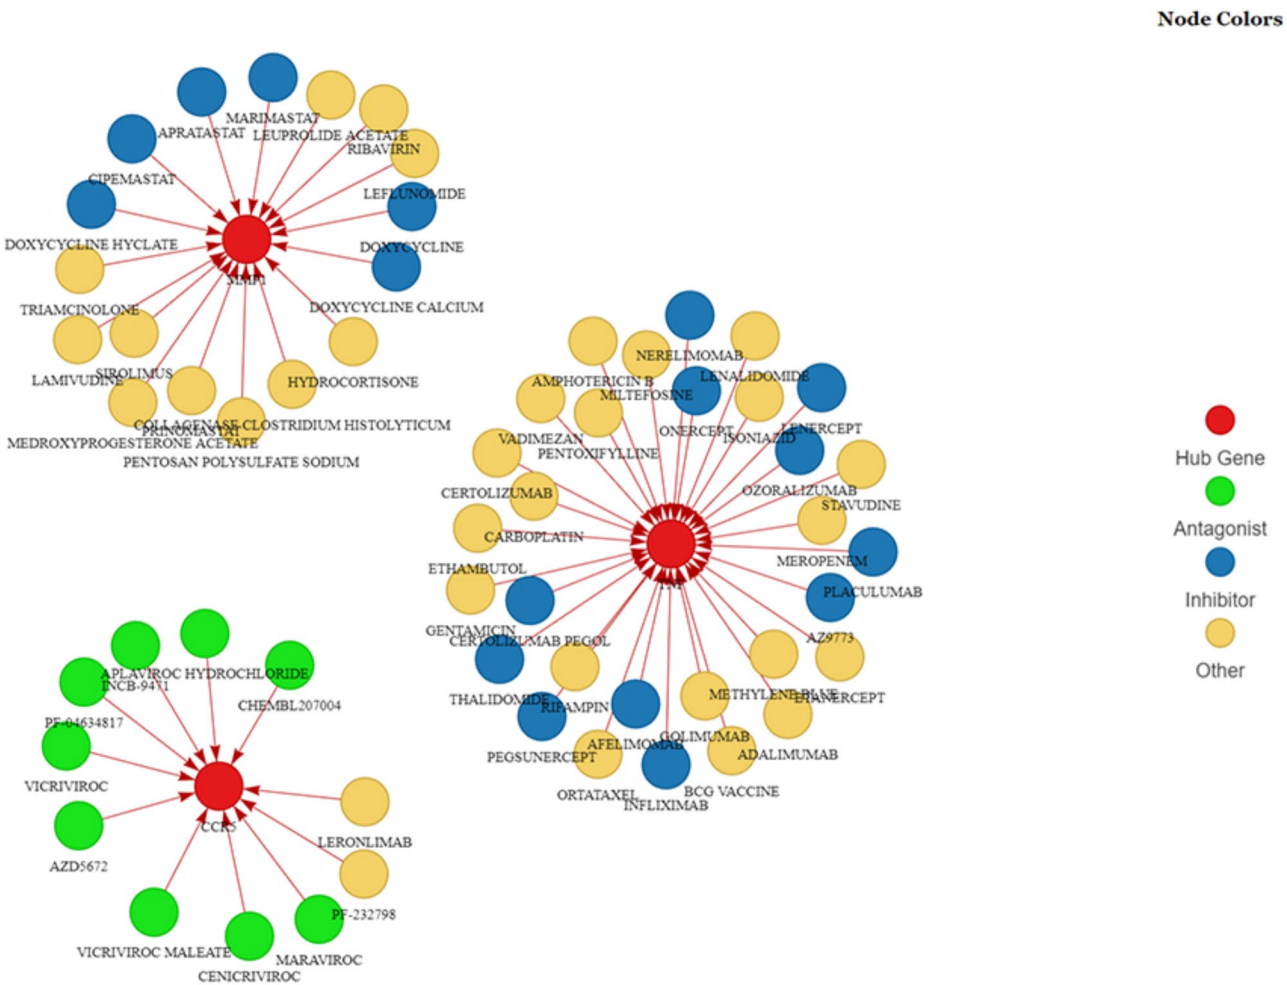 Node Colors
MARIMASTAT
APRATASTAT
LEUPROLIDE ACETATE
RIBAVIRIN
CIPEMASTAT
LEFLUNOMIDE
DOXYCYCLINE HYCLATE
DOXYCYCLINE
MMP1
DOXYCYCLINE CALCIUM
TRIAMCINOLONE
SIROLIMUS
LAMIVUDINE
HYDROCORTISONE
COLLAGENASE CLOSTRIDIUM HISTOLYTICUM
PRINOMASTAT
MEDROXYPROGESTERONE ACETATE
PENTOSAN POLYSULFATE SODIUM
NERELIMOMAB
LENALIDOMIDE
AMPHOTERICIN B
MILTEFOSINE
ONERCEPT
LENERCEPT
ISONIAZID
VADIMEZAN
PENTOXIFYLLINE
CERTOLIZUMAB
OZORALIZUMAB
STAVUDINE
CARBOPLATIN
MEROPENEM
ETHAMBUTOL
TNF
PLACULUMAB
GENTAMICIN
CERTOLIZUMAB PEGOL
AZ9773
THALIDOMIDE
RIFAMPIN
METHYLENE BLUE
ETANERCEPT
PEGSUNERCEPT
AFELIMOMAB
GOLIMUMAB
ADALIMUMAB
ORTATAXEL
INFLIXIMAB
BCG VACCINE
APLAVIROC HYDROCHLORIDE
INCB-9471
CHEMBL207004
PF-04634817
VICRIVIROC
CCR5
LERONLIMAB
AZD5672
PF-232798
VICRIVIROC MALEATE
MARAVIROC
CENICRIVIROC
Hub Gene
Antagonist
Inhibitor
Other